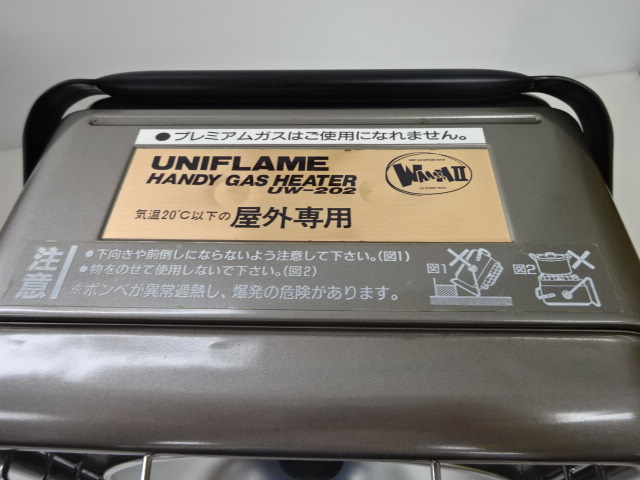 ●プレミアムガスはご使用になれません。
UNIFLAME
HANDY GAS HEATER
UW-202
WARM II
気温20℃以下の屋外専用
注意
●下向きや前倒しにならないよう注意して下さい。(図1)
●物をのせて使用しないで下さい。(図2)
※ボンベが異常過熱し、爆発の危険があります。
図1
図2